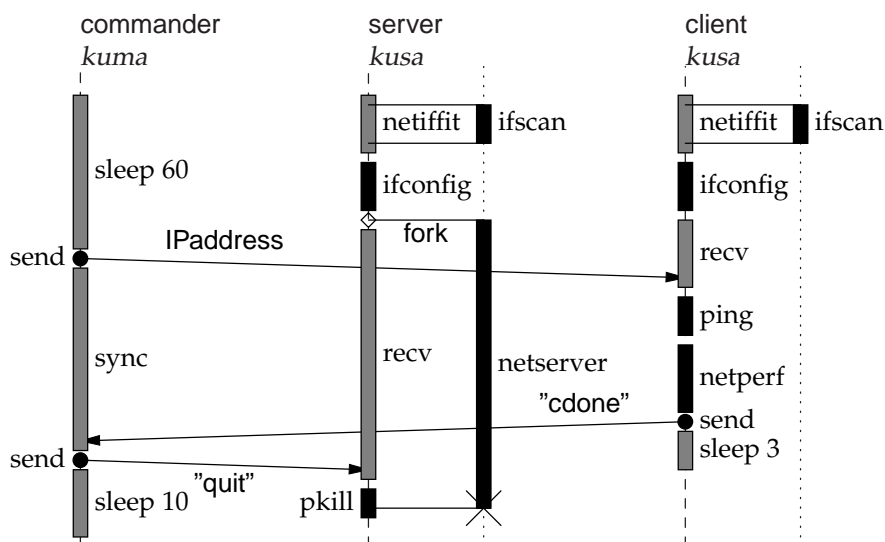 commander server client
kuma kusa kusa
netiffit ifscan netiffit ifscan
sleep 60 ifconfig ifconfig
IPaddress fork recv
send
ping
sync recv netserver
netperf
"cdone" send
send sleep 3
"quit"
sleep 10 pkill